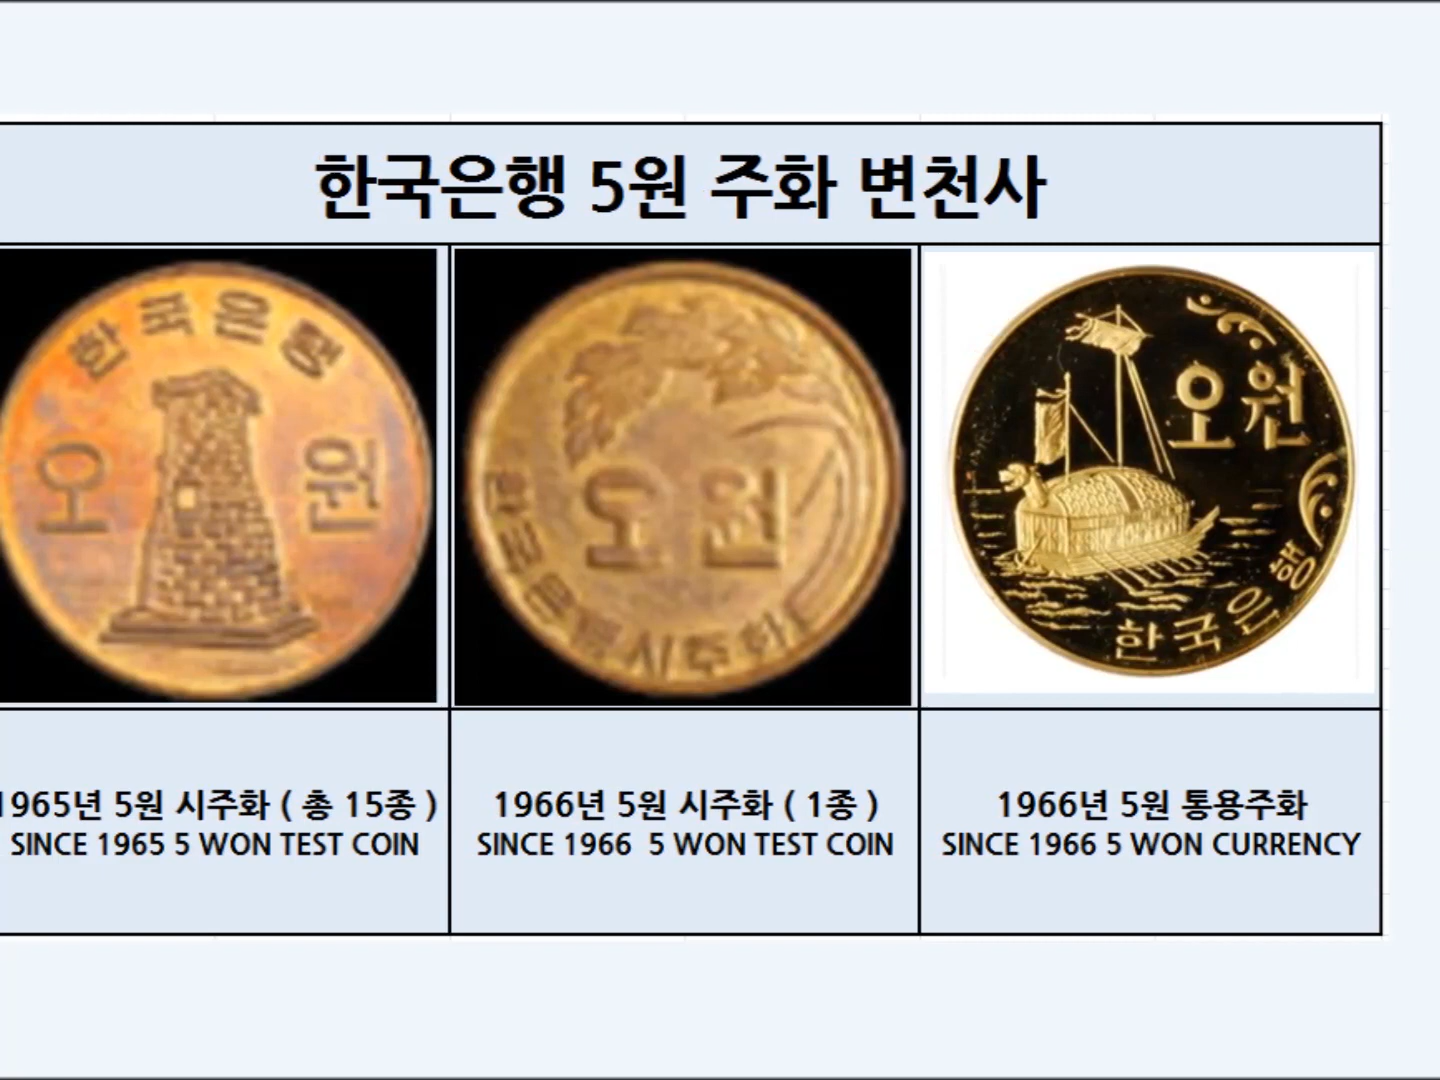 한국은행 5원 주화 변천사
한국은행
오 원
오 원
한국은행시주화
오원
한국은행
1965년 5원 시주화 ( 총 15종 )
SINCE 1965 5 WON TEST COIN
1966년 5원 시주화 ( 1종 )
SINCE 1966 5 WON TEST COIN
1966년 5원 통용주화
SINCE 1966 5 WON CURRENCY